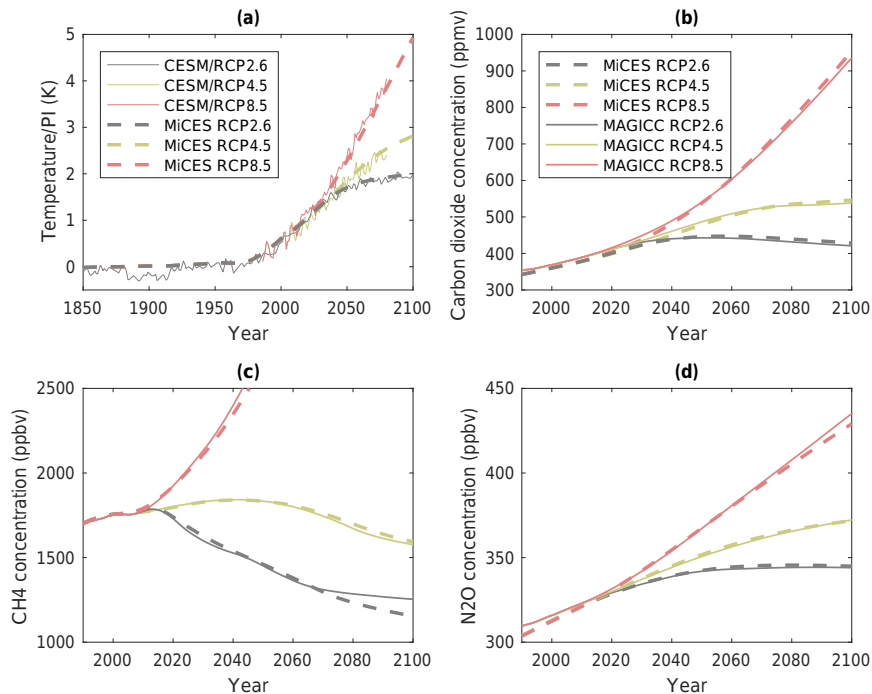 (a)
Temperature/PI (K)
5
4
3
2
1
0
CESM/RCP2.6
CESM/RCP4.5
CESM/RCP8.5
MiCES RCP2.6
MiCES RCP4.5
MiCES RCP8.5
1850 1900 1950 2000 2050 2100
Year
(b)
Carbon dioxide concentration (ppmv)
1000
900
800
700
600
500
400
300
MiCES RCP2.6
MiCES RCP4.5
MiCES RCP8.5
MAGICC RCP2.6
MAGICC RCP4.5
MAGICC RCP8.5
2000 2020 2040 2060 2080 2100
Year
(c)
CH4 concentration (ppbv)
2500
2000
1500
1000
2000 2020 2040 2060 2080 2100
Year
(d)
N2O concentration (ppbv)
450
400
350
300
2000 2020 2040 2060 2080 2100
Year